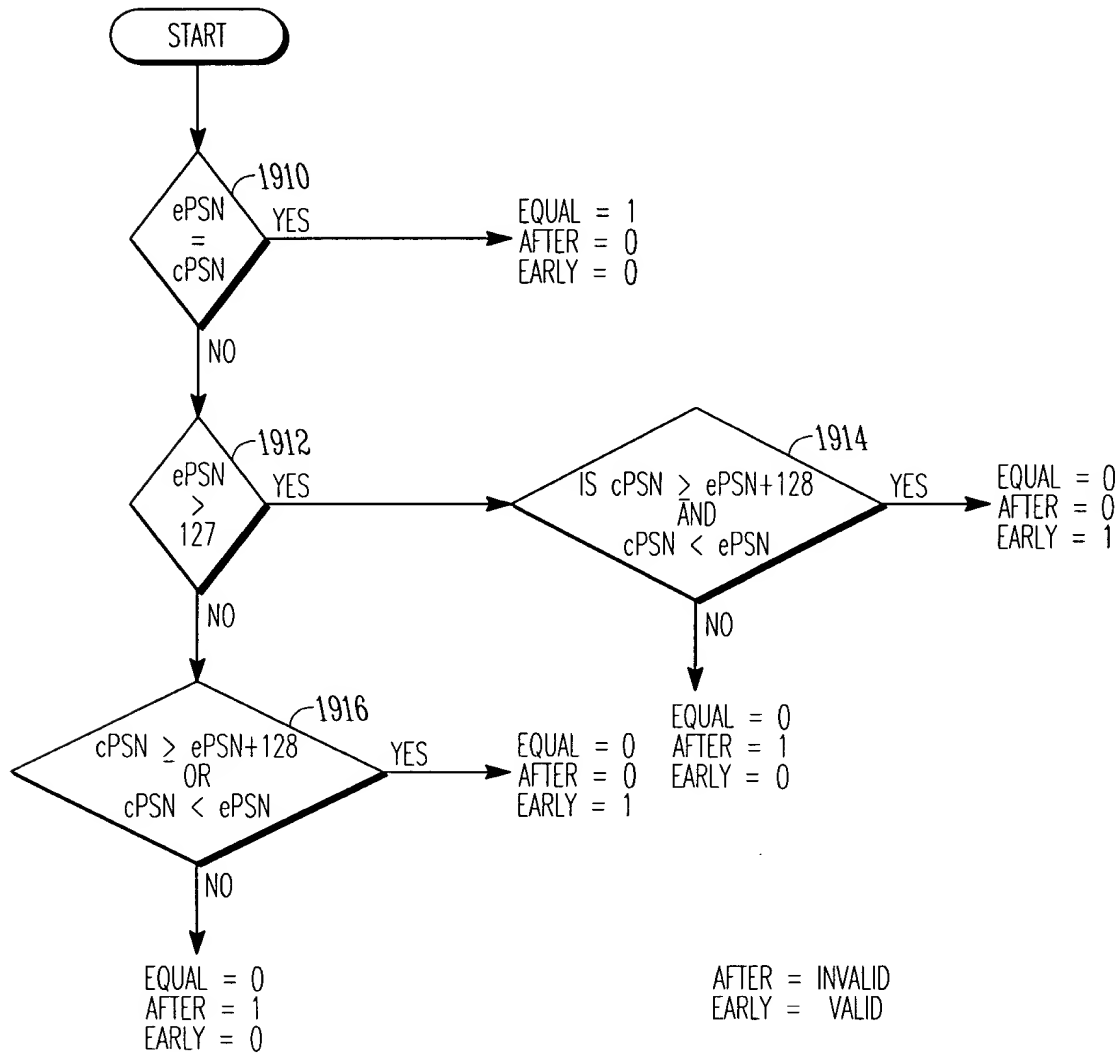 START
1910
ePSN
=
cPSN
YES
EQUAL = 1
AFTER = 0
EARLY = 0
NO
1912
ePSN
>
127
YES
1914
IS cPSN ≥ ePSN+128
AND
cPSN < ePSN
YES
EQUAL = 0
AFTER = 0
EARLY = 1
NO
EQUAL = 0
AFTER = 1
EARLY = 0
NO
1916
cPSN ≥ ePSN+128
OR
cPSN < ePSN
YES
EQUAL = 0
AFTER = 0
EARLY = 1
NO
EQUAL = 0
AFTER = 1
EARLY = 0
AFTER = INVALID
EARLY = VALID